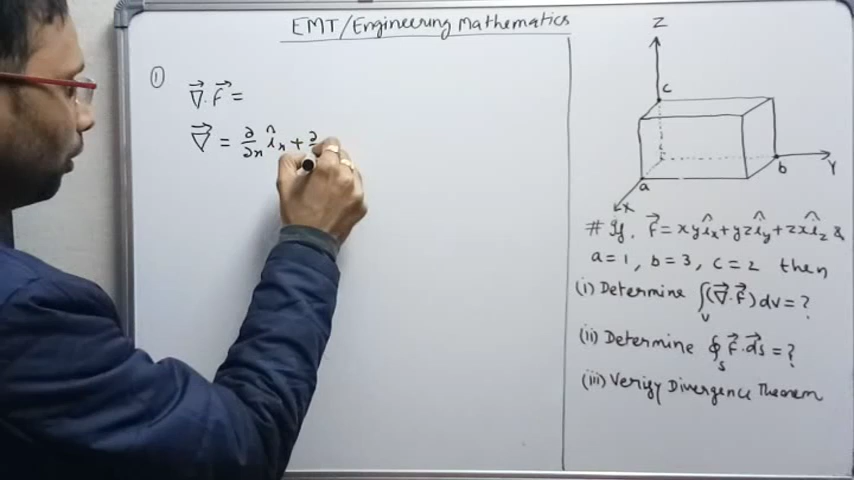 EMT/Engineering Mathematics
① ∇⃗.F⃗ =
∇⃗ = ∂/∂x î_x + ∂
Z
c
b
Y
a
X
# If, F⃗ = xy î_x + yz î_y + zx î_z &
a = 1, b = 3, c = 2 then
(i) Determine ∫_v (∇⃗.F⃗) dv = ?
(ii) Determine ∮_s F⃗.ds⃗ = ?
(iii) Verify Divergence Theorem